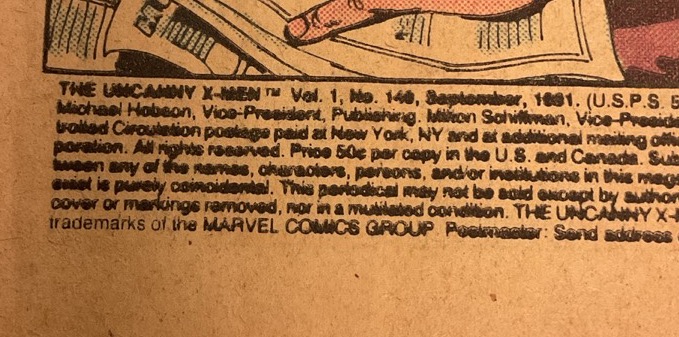 THE UNCANNY X-MEN ™ Vol. 1, No. 149, September, 1981. (U.S.P.S.
Michael Hobson, Vice-President, Publishing. Milton Schiffman, Vice-Preside
trolled Circulation postage paid at New York, NY and at additional mailing offi
poration. All rights reserved. Price 50¢ per copy in the U.S. and Canada. Sub
tween any of the names, characters, persons, and/or institutions in this mag
exist is purely coincidental. This periodical may not be sold except by author
cover or markings removed, nor in a mutilated condition. THE UNCANNY X-
trademarks of the MARVEL COMICS GROUP. Postmaster: Send address